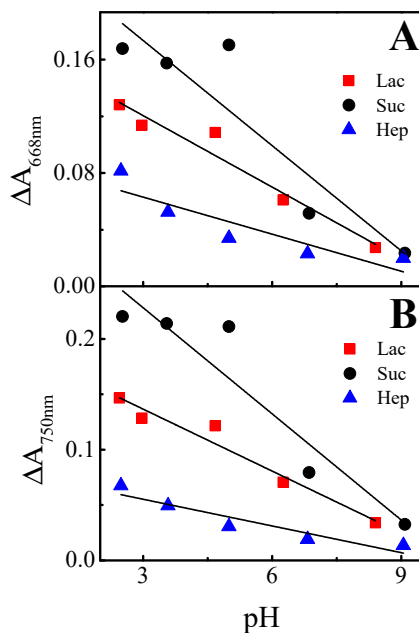 A
0.16
Lac
Suc
Hep
ΔA668nm
0.08
0.00
B
0.2
Lac
Suc
Hep
ΔA750nm
0.1
0.0
3 6 9
pH